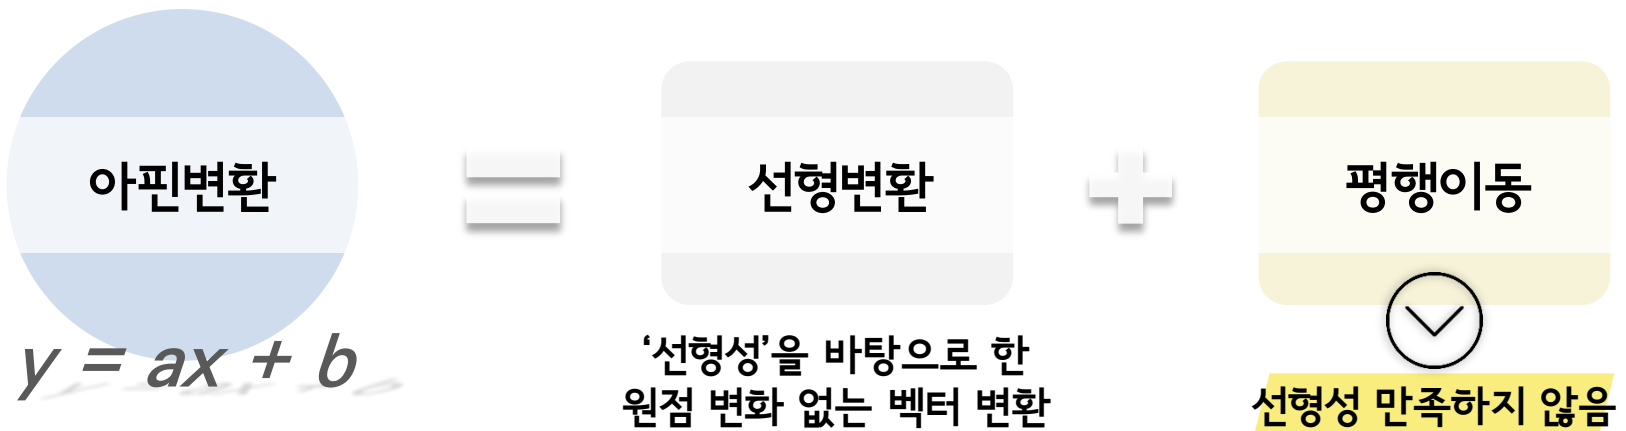 아핀변환
선형변환
평행이동
y = ax + b
‘선형성’을 바탕으로 한
원점 변화 없는 벡터 변환
선형성 만족하지 않음